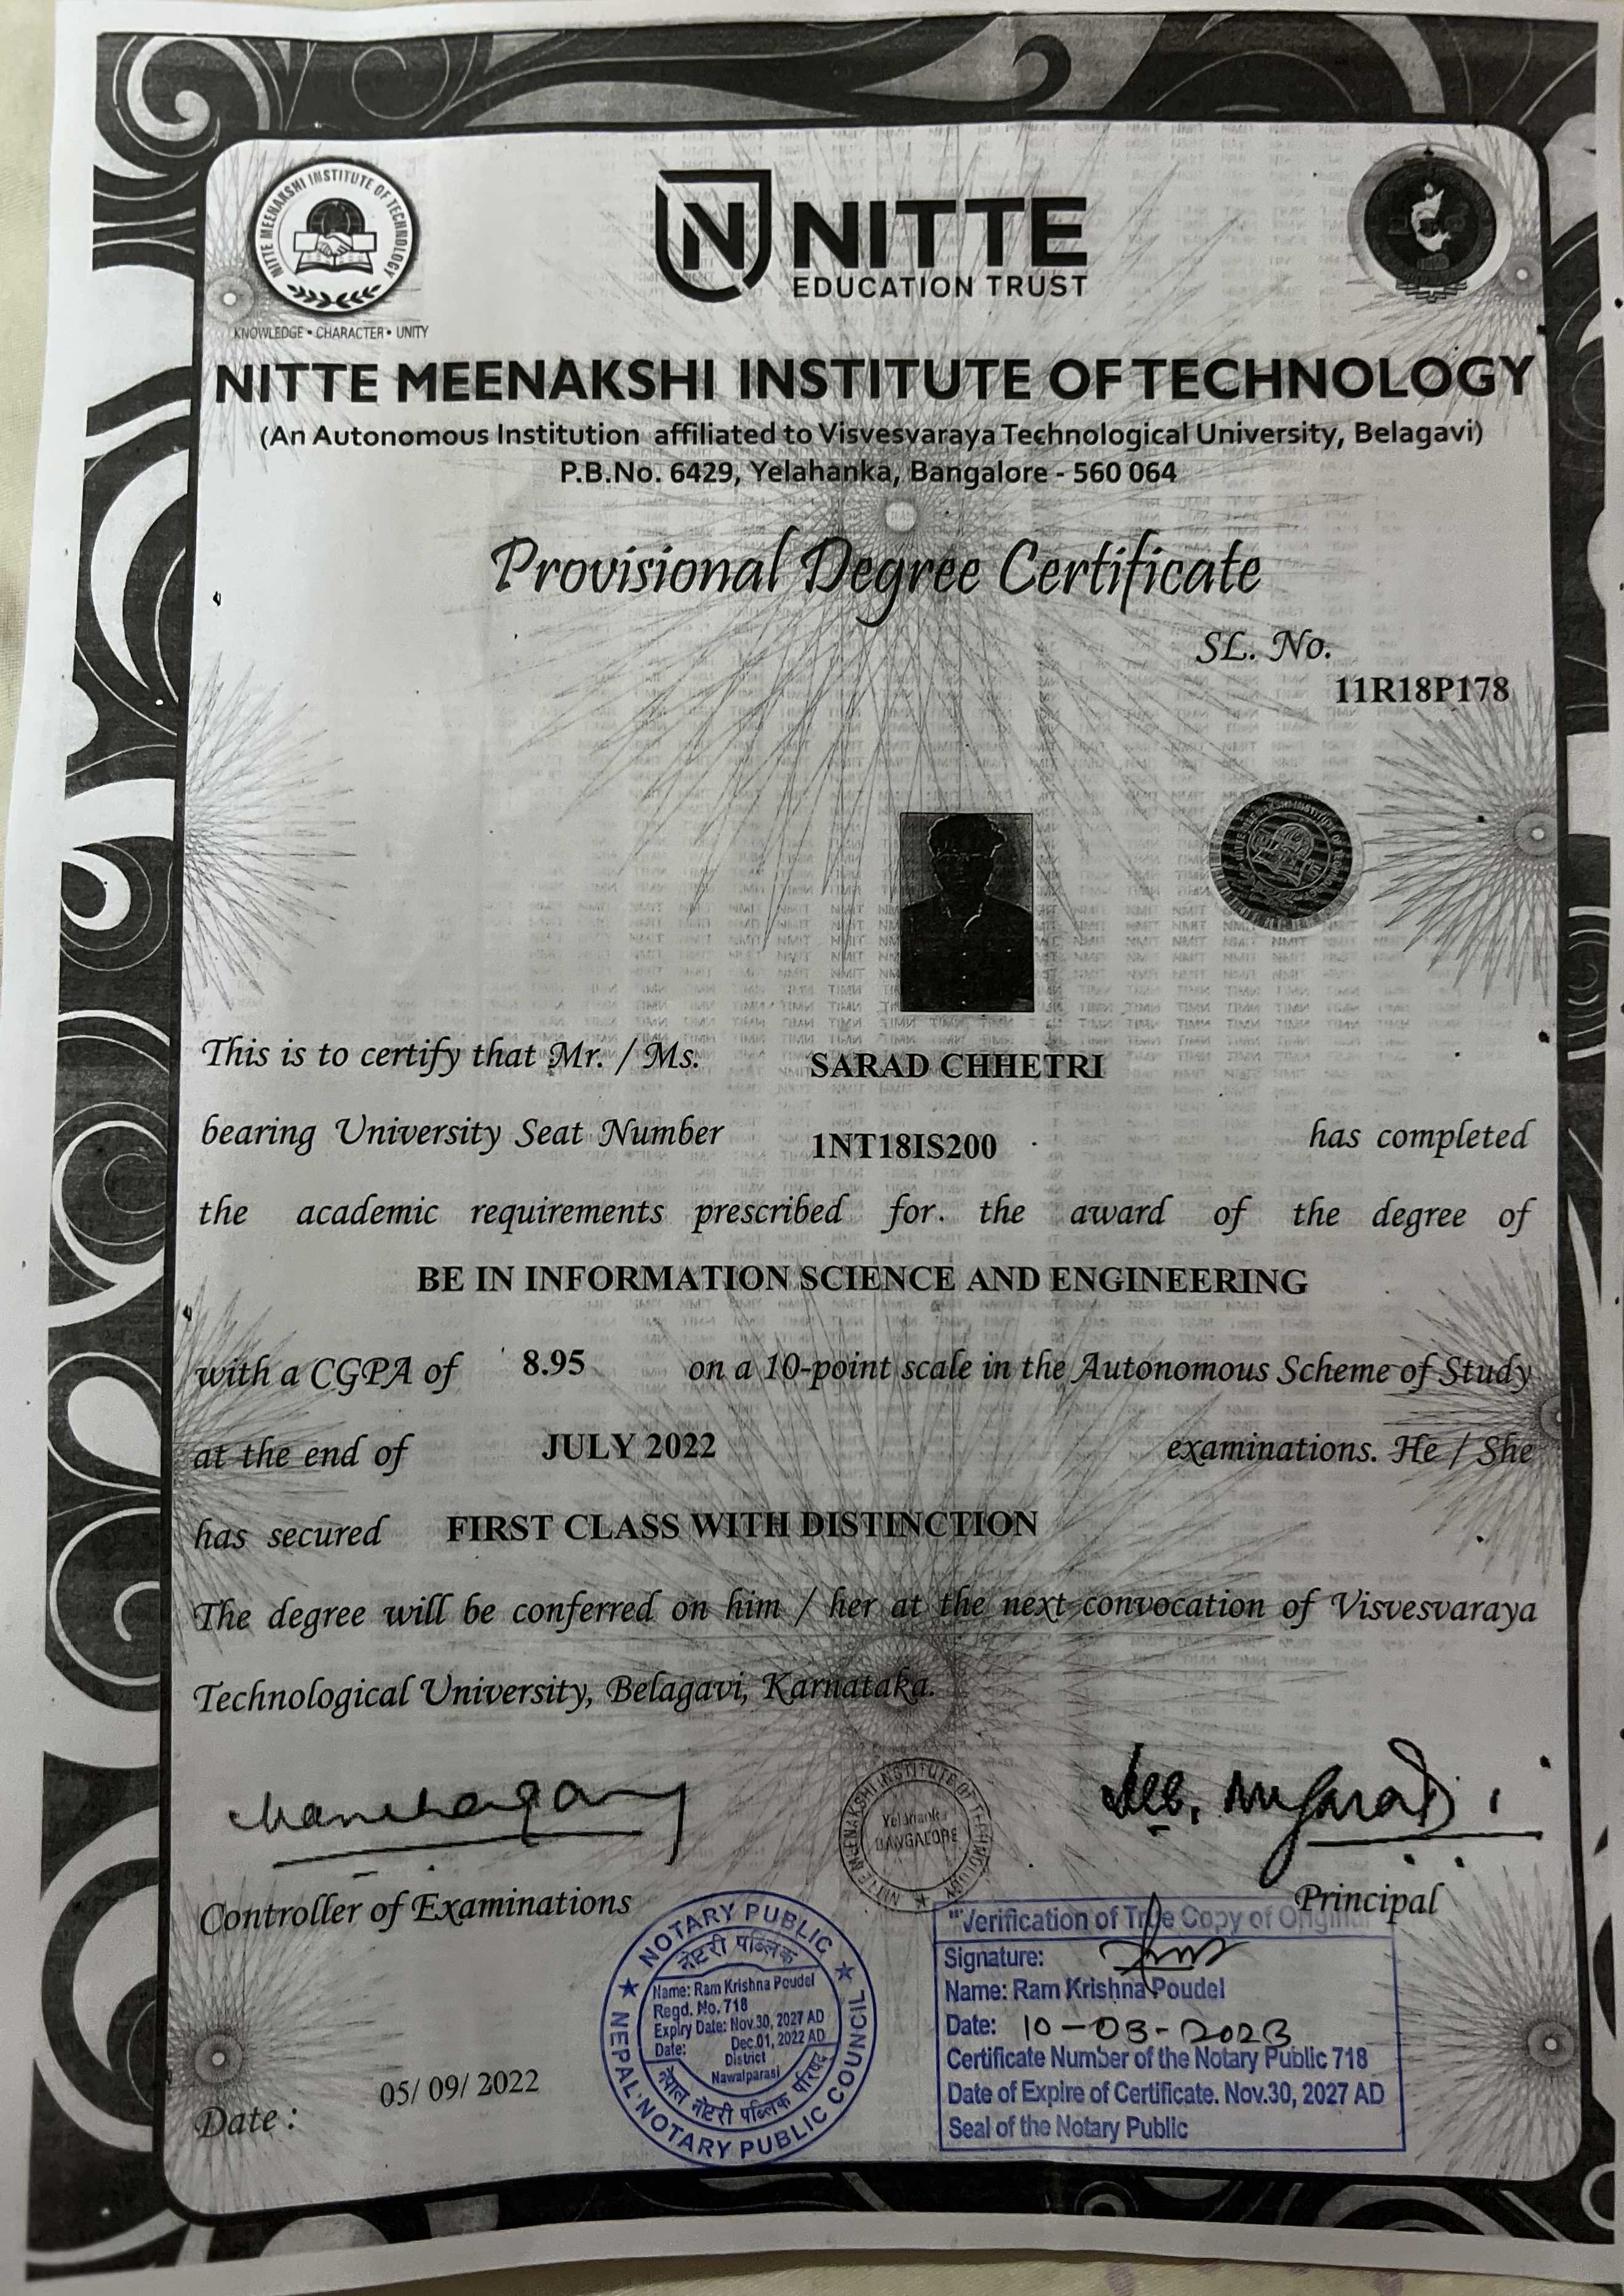 NITTE MEENAKSHI INSTITUTE OF TECHNOLOGY
KNOWLEDGE • CHARACTER • UNITY
N NITTE
EDUCATION TRUST
NITTE MEENAKSHI INSTITUTE OF TECHNOLOGY
(An Autonomous Institution affiliated to Visvesvaraya Technological University, Belagavi)
P.B.No. 6429, Yelahanka, Bangalore - 560 064
Provisional Degree Certificate
SL. No.
11R18P178
This is to certify that Mr. / Ms. SARAD CHHETRI
bearing University Seat Number 1NT18IS200 has completed
the academic requirements prescribed for the award of the degree of
BE IN INFORMATION SCIENCE AND ENGINEERING
with a CGPA of 8.95 on a 10-point scale in the Autonomous Scheme of Study
at the end of JULY 2022 examinations. He / She
has secured FIRST CLASS WITH DISTINCTION
The degree will be conferred on him / her at the next convocation of Visvesvaraya
Technological University, Belagavi, Karnataka.
NITTE MEENAKSHI INSTITUTE OF TECHNOLOGY
Yelahanka
BANGALORE
Controller of Examinations
Principal
NOTARY PUBLIC
नोटरी पब्लिक
Name: Ram Krishna Poudel
Regd. No. 718
Expiry Date: Nov.30, 2027 AD
Date: Dec.01, 2022 AD
District
Nawalparasi
नेपाल नोटरी पब्लिक परिषद
NEPAL NOTARY PUBLIC COUNCIL
"Verification of True Copy of Original
Signature:
Name: Ram Krishna Poudel
Date: 10-03-2023
Certificate Number of the Notary Public 718
Date of Expire of Certificate. Nov.30, 2027 AD
Seal of the Notary Public
Date : 05/ 09/ 2022